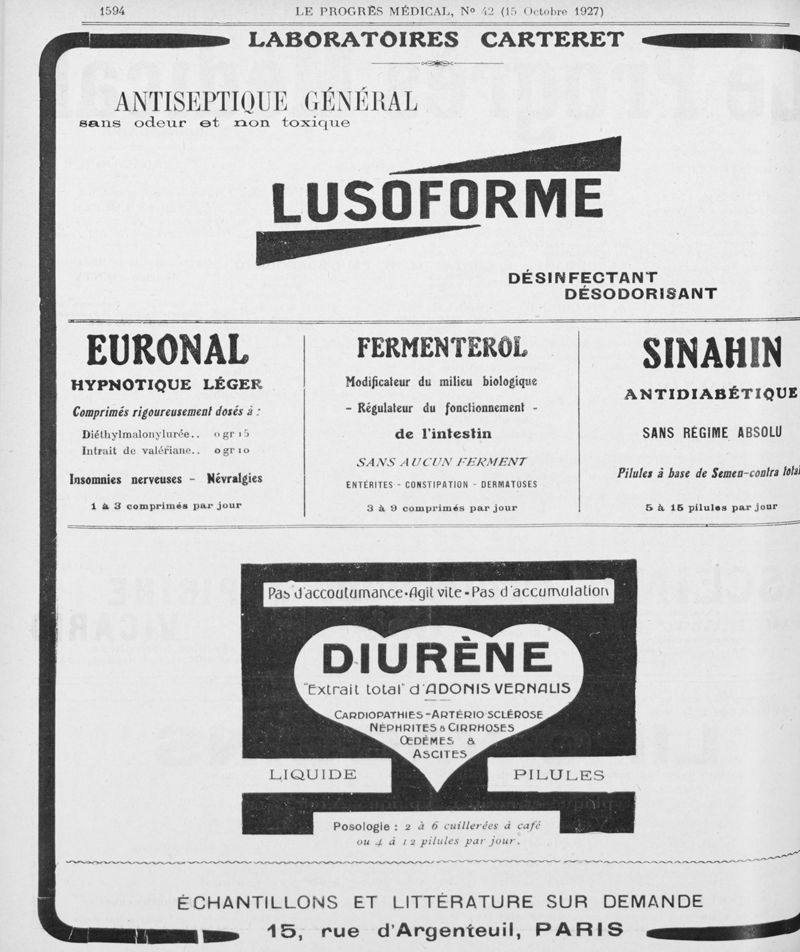 1594
LE PROGRÈS MÉDICAL, No 42 (15 Octobre 1927)
LABORATOIRES CARTERET
ANTISEPTIQUE GÉNÉRAL
sans odeur et non toxique
LUSOFORME
DÉSINFECTANT
DÉSODORISANT
EURONAL
HYPNOTIQUE LÉGER
Comprimés rigoureusement dosés à :
Diéthylmalonylurée.. 0 gr 15
Intrait de valériane.. 0 gr 10
Insomnies nerveuses - Névralgies
1 à 3 comprimés par jour
FERMENTEROL
Modificateur du milieu biologique
- Régulateur du fonctionnement -
de l'intestin
SANS AUCUN FERMENT
ENTÉRITES - CONSTIPATION - DERMATOSES
3 à 9 comprimés par jour
SINAHIN
ANTIDIABÉTIQUE
SANS RÉGIME ABSOLU
Pilules à base de Semen-contra total
5 à 15 pilules par jour
Pas d'accoutumance - Agit vite - Pas d'accumulation
DIURÈNE
"Extrait total" d'ADONIS VERNALIS
CARDIOPATHIES - ARTÉRIO-SCLÉROSE
NÉPHRITES & CIRRHOSES
ŒDÈMES &
ASCITES
LIQUIDE
PILULES
Posologie : 2 à 6 cuillerées à café
ou 4 à 12 pilules par jour.
ÉCHANTILLONS ET LITTÉRATURE SUR DEMANDE
15, rue d'Argenteuil, PARIS